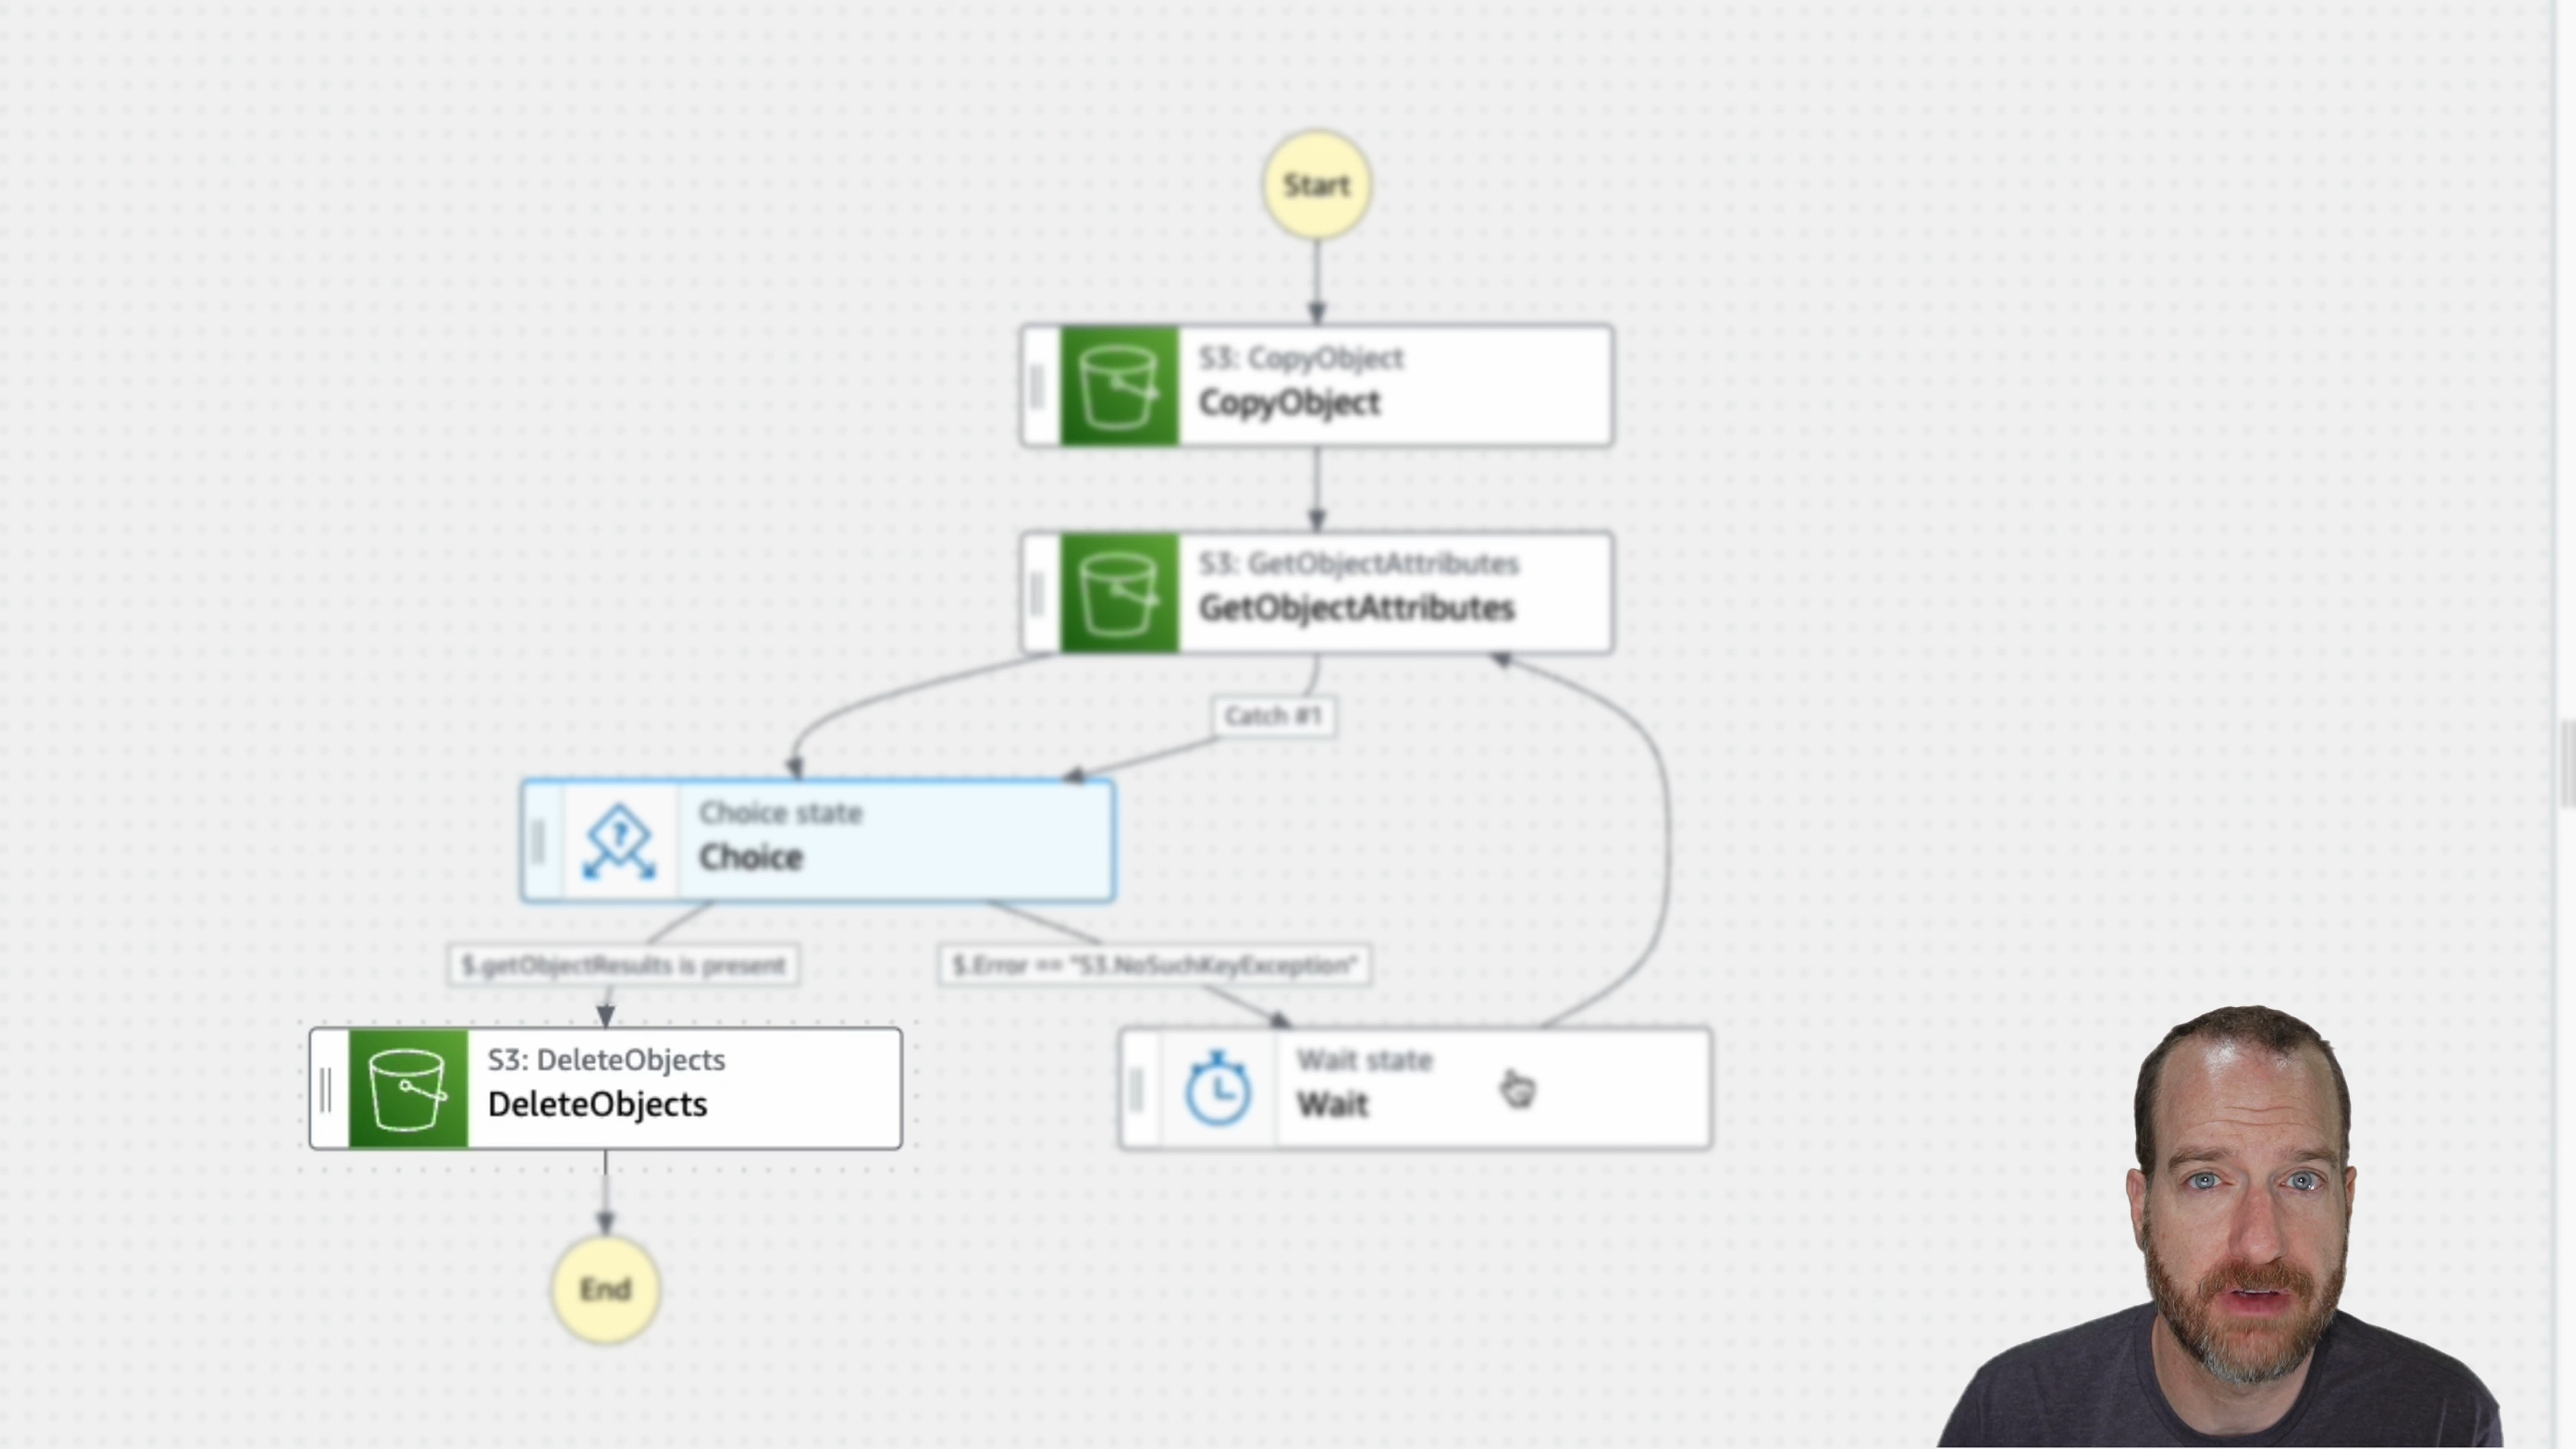 Start
S3: CopyObject
CopyObject
S3: GetObjectAttributes
GetObjectAttributes
Catch #1
Choice state
Choice
$.getObjectResults is present
$.Error == "S3.NoSuchKeyException"
S3: DeleteObjects
DeleteObjects
Wait state
Wait
End